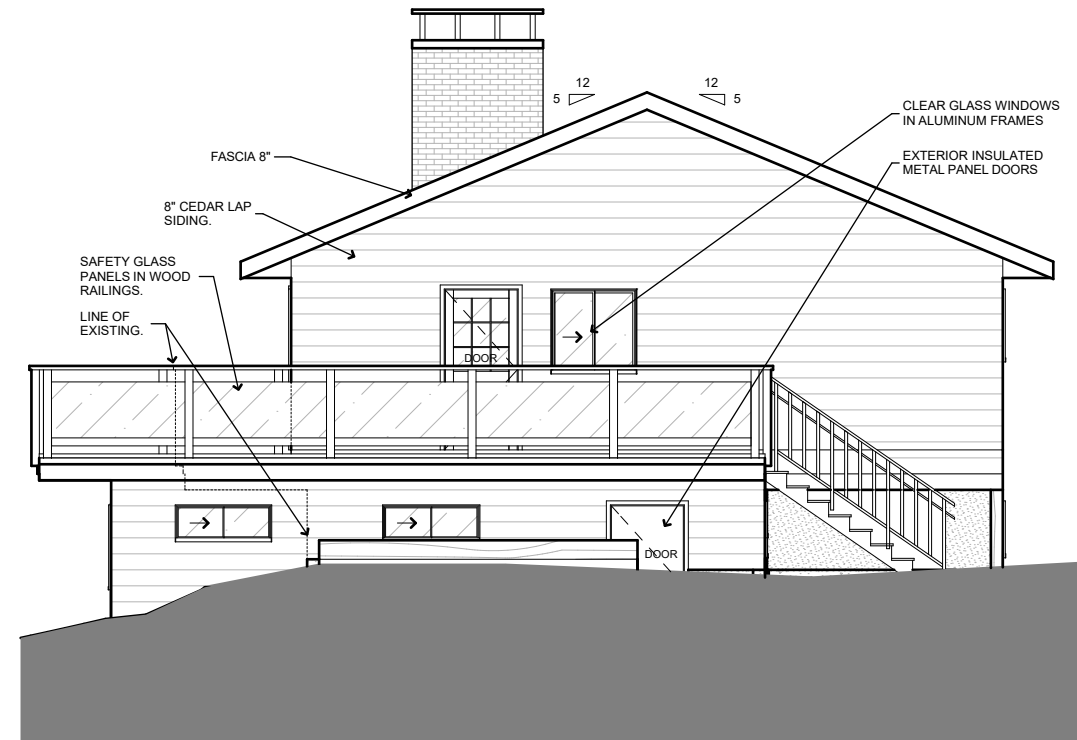 12
5
12
5
CLEAR GLASS WINDOWS
IN ALUMINUM FRAMES
EXTERIOR INSULATED
METAL PANEL DOORS
FASCIA 8"
8" CEDAR LAP
SIDING.
SAFETY GLASS
PANELS IN WOOD
RAILINGS.
LINE OF
EXISTING.
DOOR
DOOR